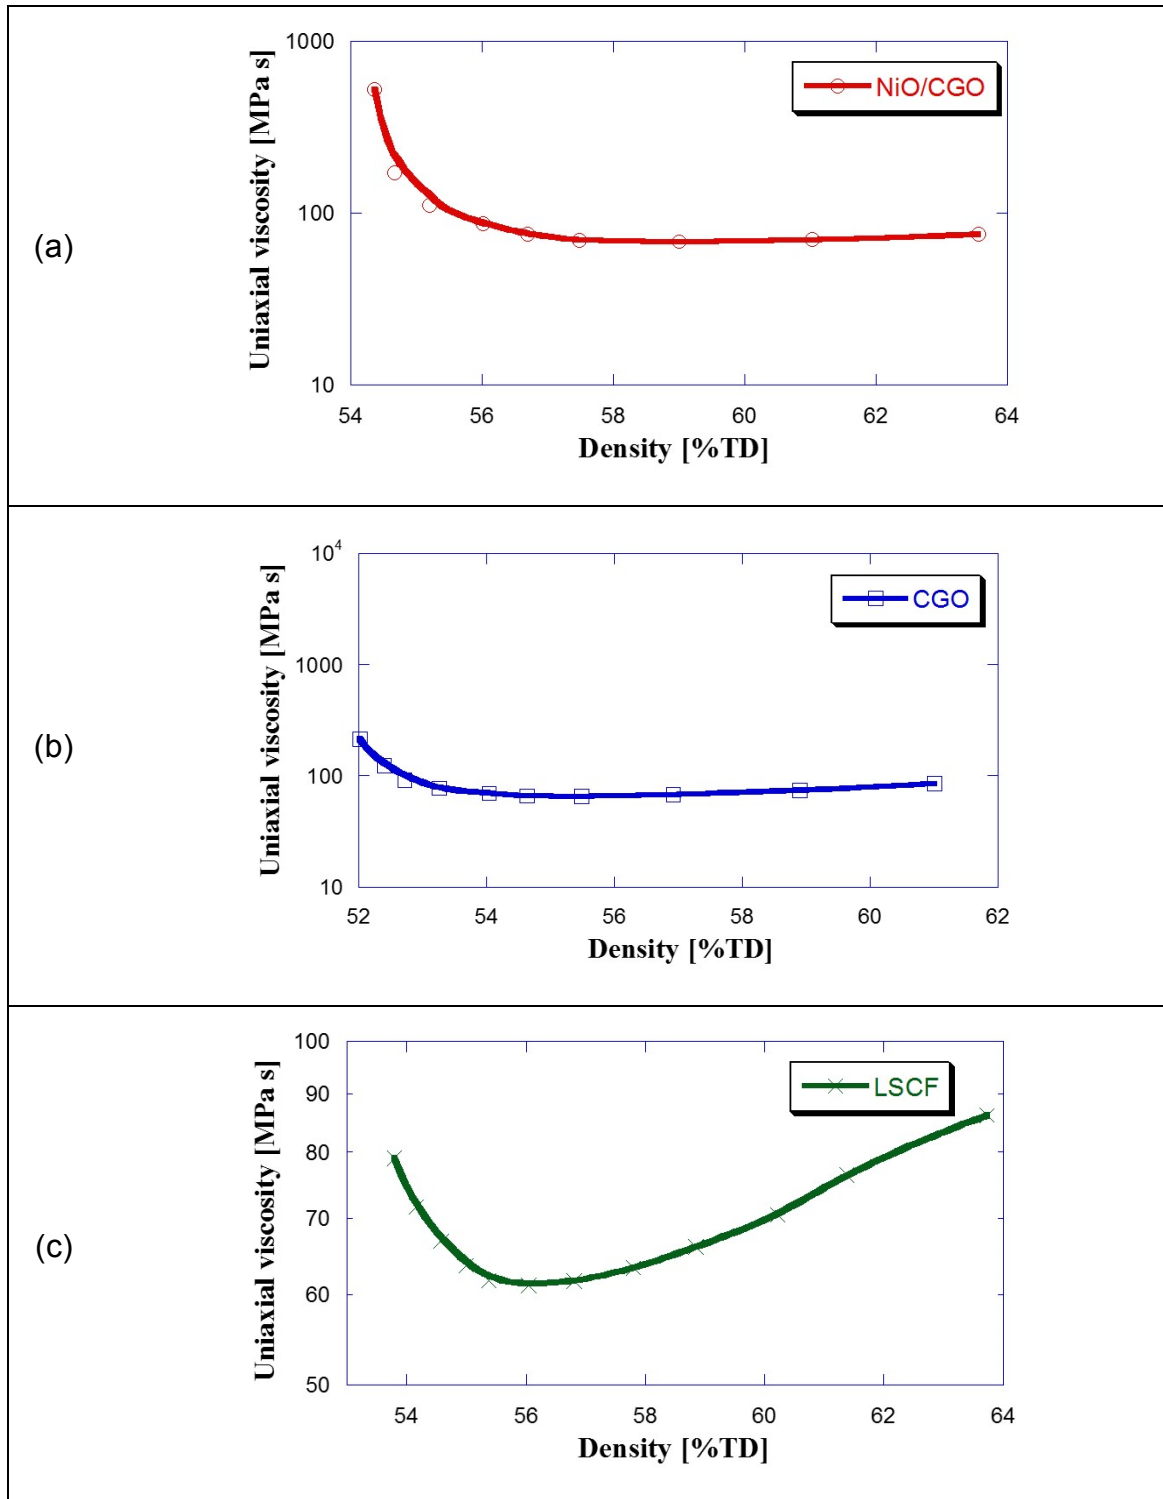 (a)
Uniaxial viscosity [MPa s]
1000
100
10
NiO/CGO
54 56 58 60 62 64
Density [%TD]
(b)
Uniaxial viscosity [MPa s]
10⁴
1000
100
10
CGO
52 54 56 58 60 62
Density [%TD]
(c)
Uniaxial viscosity [MPa s]
100
90
80
70
60
50
LSCF
54 56 58 60 62 64
Density [%TD]